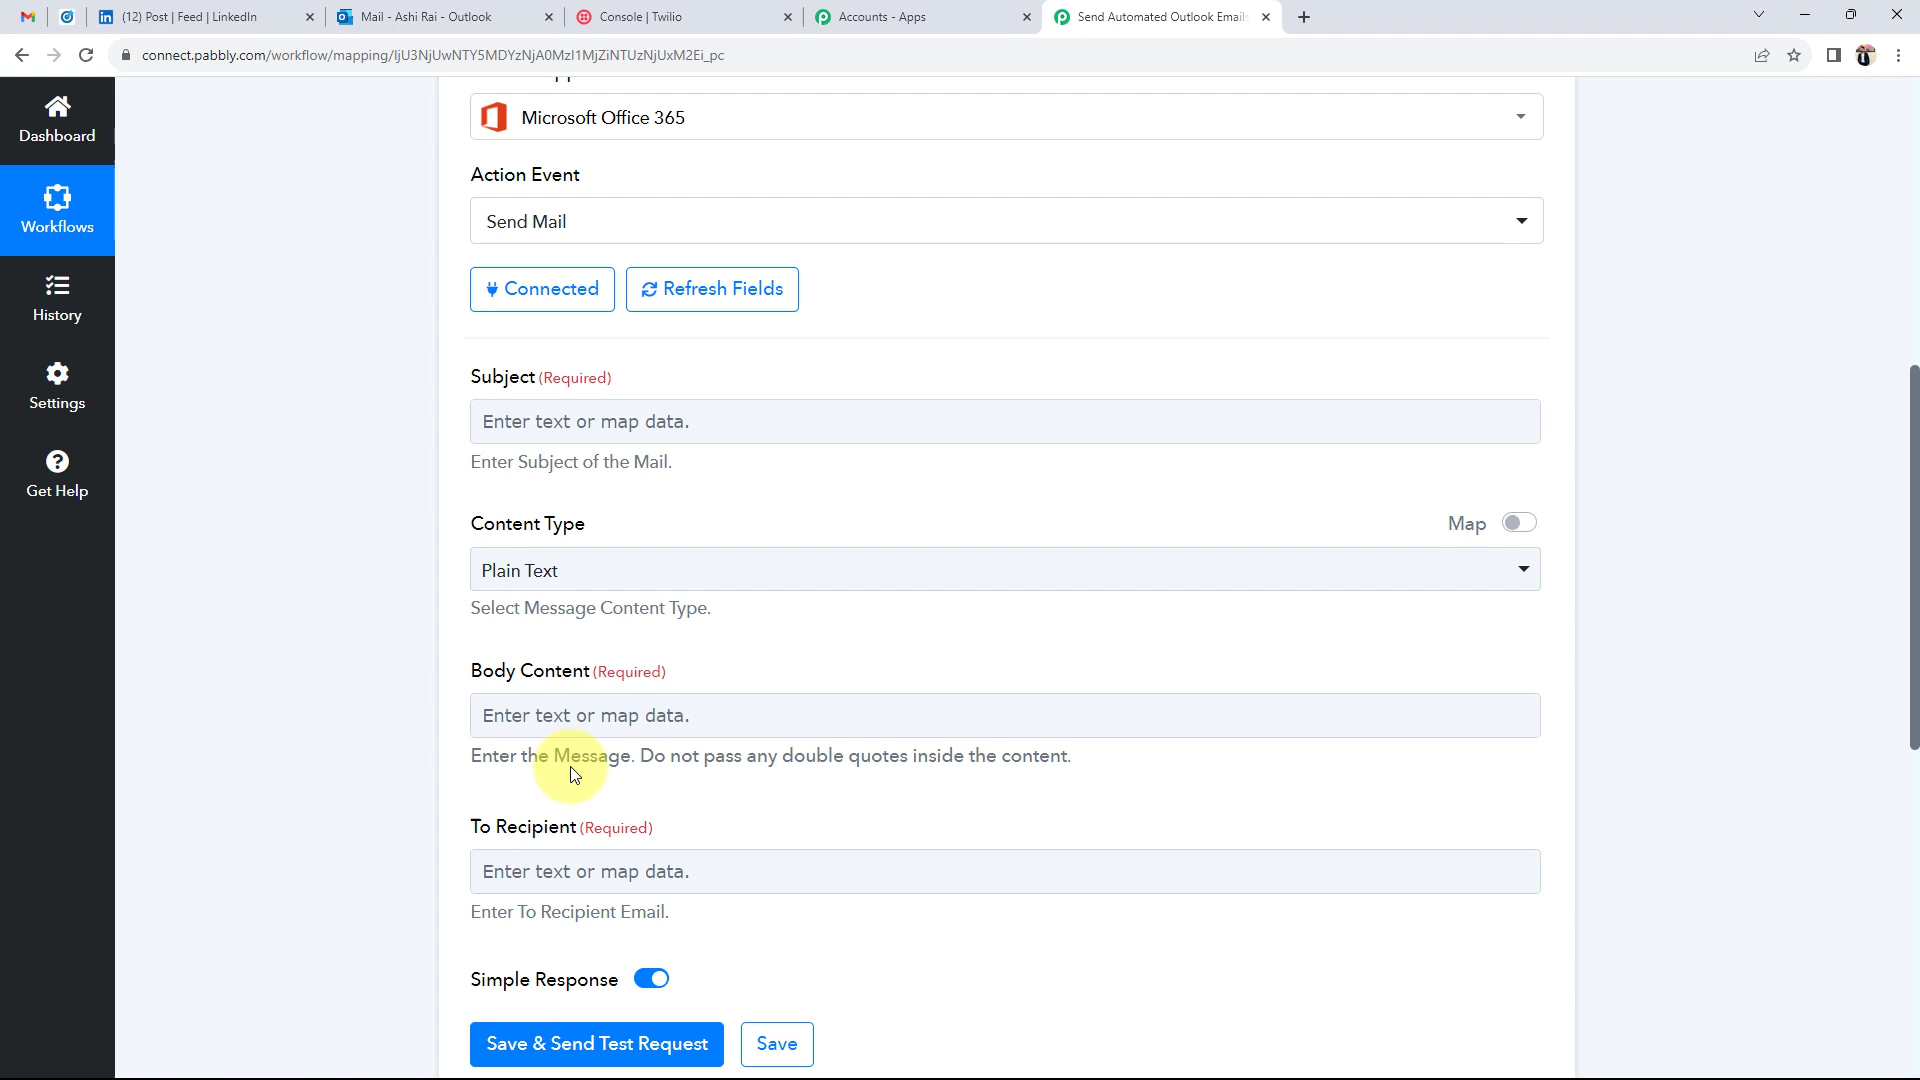 (12) Post | Feed | LinkedIn
Mail - Ashi Rai - Outlook
Console | Twilio
Accounts - Apps
Send Automated Outlook Emails
connect.pabbly.com/workflow/mapping/
Dashboard
Workflows
History
Settings
Get Help
Microsoft Office 365
Action Event
Send Mail
Connected
Refresh Fields
Subject (Required)
Enter text or map data.
Enter Subject of the Mail.
Content Type
Map
Plain Text
Select Message Content Type.
Body Content (Required)
Enter text or map data.
Enter the Message. Do not pass any double quotes inside the content.
To Recipient (Required)
Enter text or map data.
Enter To Recipient Email.
Simple Response
Save & Send Test Request
Save